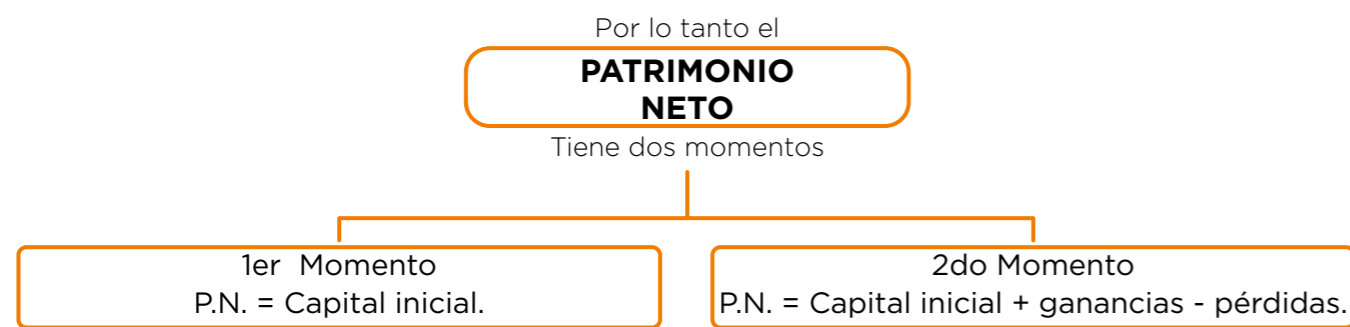 Por lo tanto el
PATRIMONIO
NETO
Tiene dos momentos
1er Momento
P.N. = Capital inicial.
2do Momento
P.N. = Capital inicial + ganancias - pérdidas.